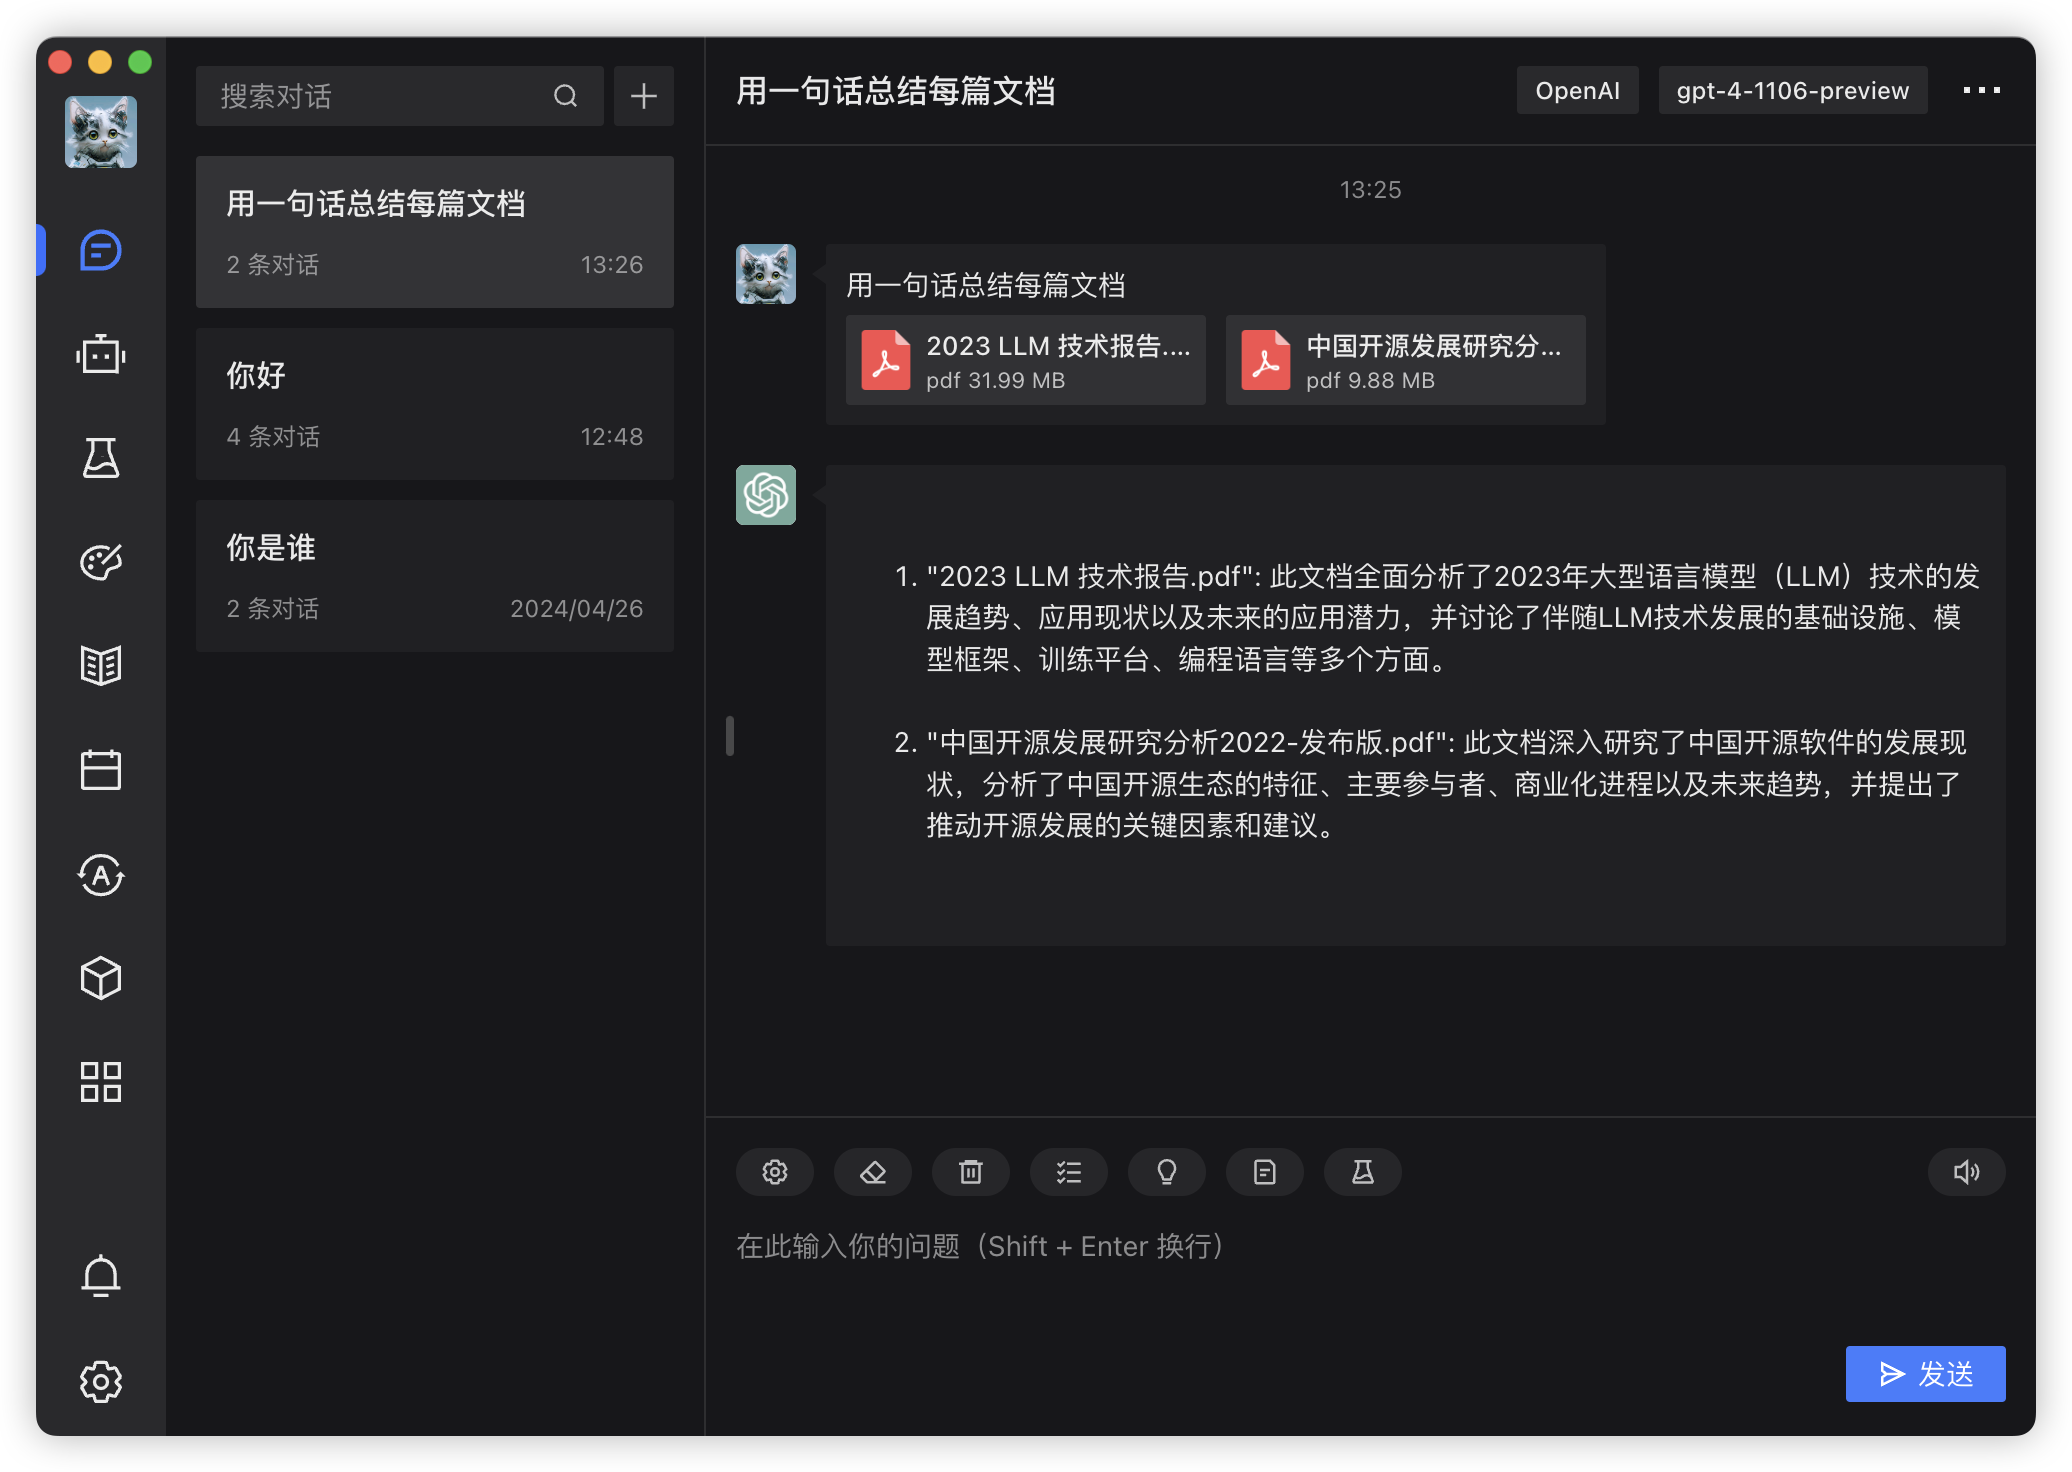 搜索对话
用一句话总结每篇文档
2 条对话
13:26
你好
4 条对话
12:48
你是谁
2 条对话
2024/04/26
用一句话总结每篇文档
OpenAI
gpt-4-1106-preview
13:25
用一句话总结每篇文档
2023 LLM 技术报告....
pdf 31.99 MB
中国开源发展研究分...
pdf 9.88 MB
1. "2023 LLM 技术报告.pdf": 此文档全面分析了2023年大型语言模型（LLM）技术的发
展趋势、应用现状以及未来的应用潜力，并讨论了伴随LLM技术发展的基础设施、模
型框架、训练平台、编程语言等多个方面。
2. "中国开源发展研究分析2022-发布版.pdf": 此文档深入研究了中国开源软件的发展现
状，分析了中国开源生态的特征、主要参与者、商业化进程以及未来趋势，并提出了
推动开源发展的关键因素和建议。
在此输入你的问题（Shift + Enter 换行）
发送